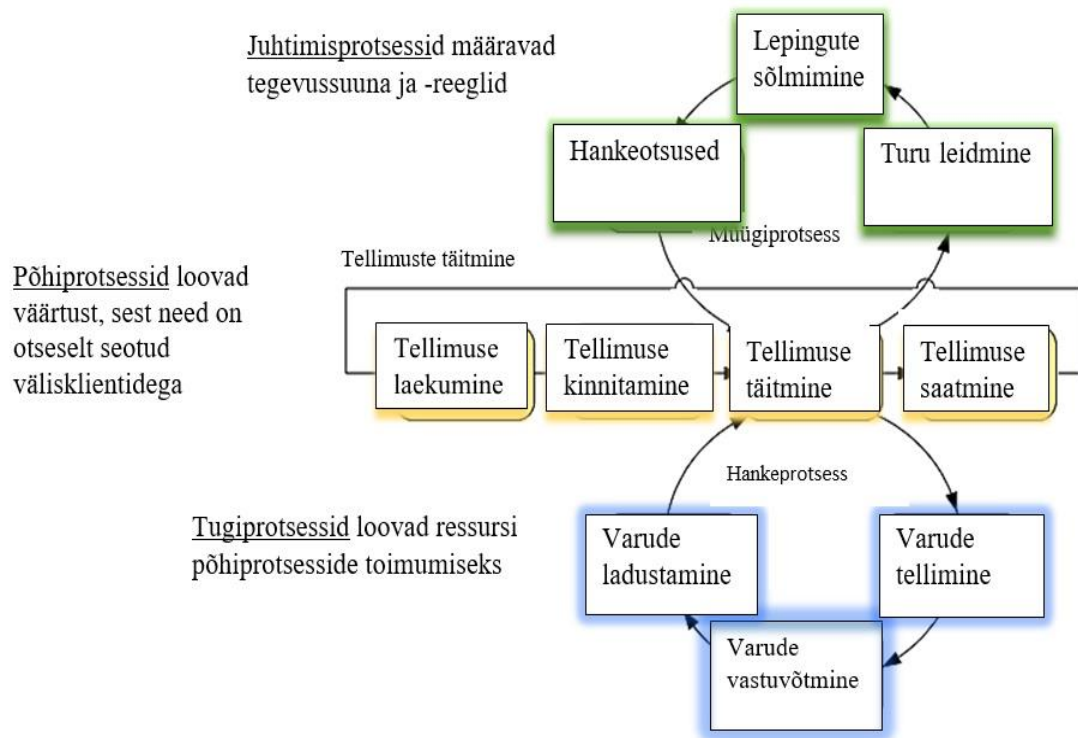 Juhtimisprotsessid määravad
tegevussuuna ja -reeglid
Lepingute
sõlmimine
Hankeotsused
Turu leidmine
Müügiprotsess
Tellimuste täitmine
Põhiprotsessid loovad
väärtust, sest need on
otseselt seotud
välisklientidega
Tellimuse
laekumine
Tellimuse
kinnitamine
Tellimuse
täitmine
Tellimuse
saatmine
Hankeprotsess
Tugiprotsessid loovad ressursi
põhiprotsesside toimumiseks
Varude
ladustamine
Varude
tellimine
Varude
vastuvõtmine